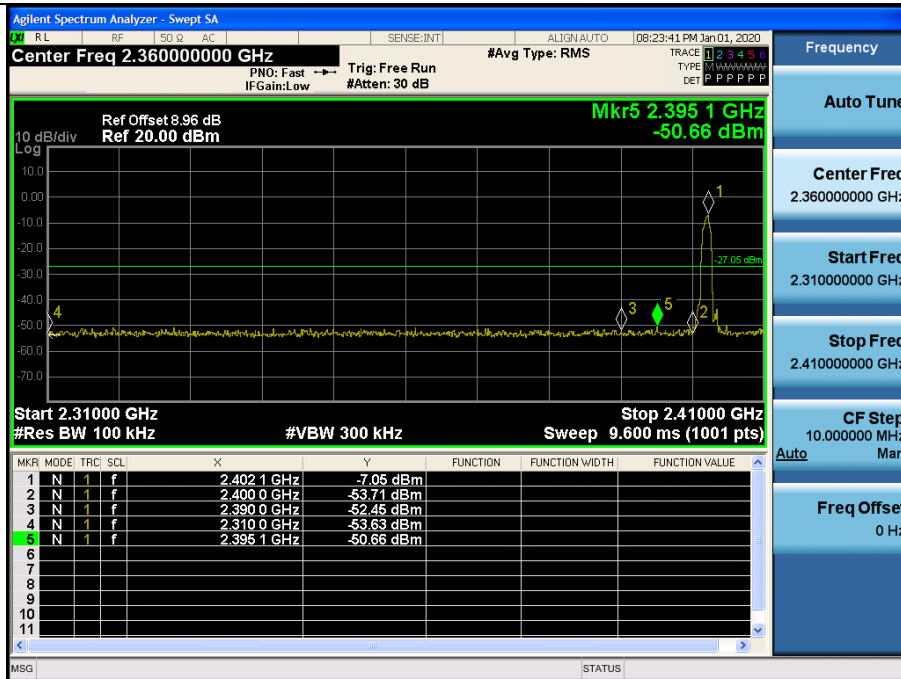 Agilent Spectrum Analyzer - Swept SA
LXI RL RF 50 Ω AC SENSE:INT ALIGN AUTO 08:23:41 PM Jan 01, 2020
Center Freq 2.360000000 GHz
PNO: Fast
IFGain:Low
Trig: Free Run
#Atten: 30 dB
#Avg Type: RMS
TRACE 1 2 3 4 5 6
TYPE M
DET P P P P P P
Mkr5 2.395 1 GHz
-50.66 dBm
Ref Offset 8.96 dB
10 dB/div Ref 20.00 dBm
Log
10.0
0.00
-10.0
-20.0
-30.0
-40.0
-50.0
-60.0
-70.0
1
-27.05 dBm
4
3
5
2
Start 2.31000 GHz Stop 2.41000 GHz
#Res BW 100 kHz #VBW 300 kHz Sweep 9.600 ms (1001 pts)
MKR MODE TRC SCL X Y FUNCTION FUNCTION WIDTH FUNCTION VALUE
1 N 1 f 2.402 1 GHz -7.05 dBm
2 N 1 f 2.400 0 GHz -53.71 dBm
3 N 1 f 2.390 0 GHz -52.45 dBm
4 N 1 f 2.310 0 GHz -53.63 dBm
5 N 1 f 2.395 1 GHz -50.66 dBm
6
7
8
9
10
11
MSG STATUS
Frequency
Auto Tune
Center Freq
2.360000000 GHz
Start Freq
2.310000000 GHz
Stop Freq
2.410000000 GHz
CF Step
10.000000 MHz
Auto Man
Freq Offset
0 Hz